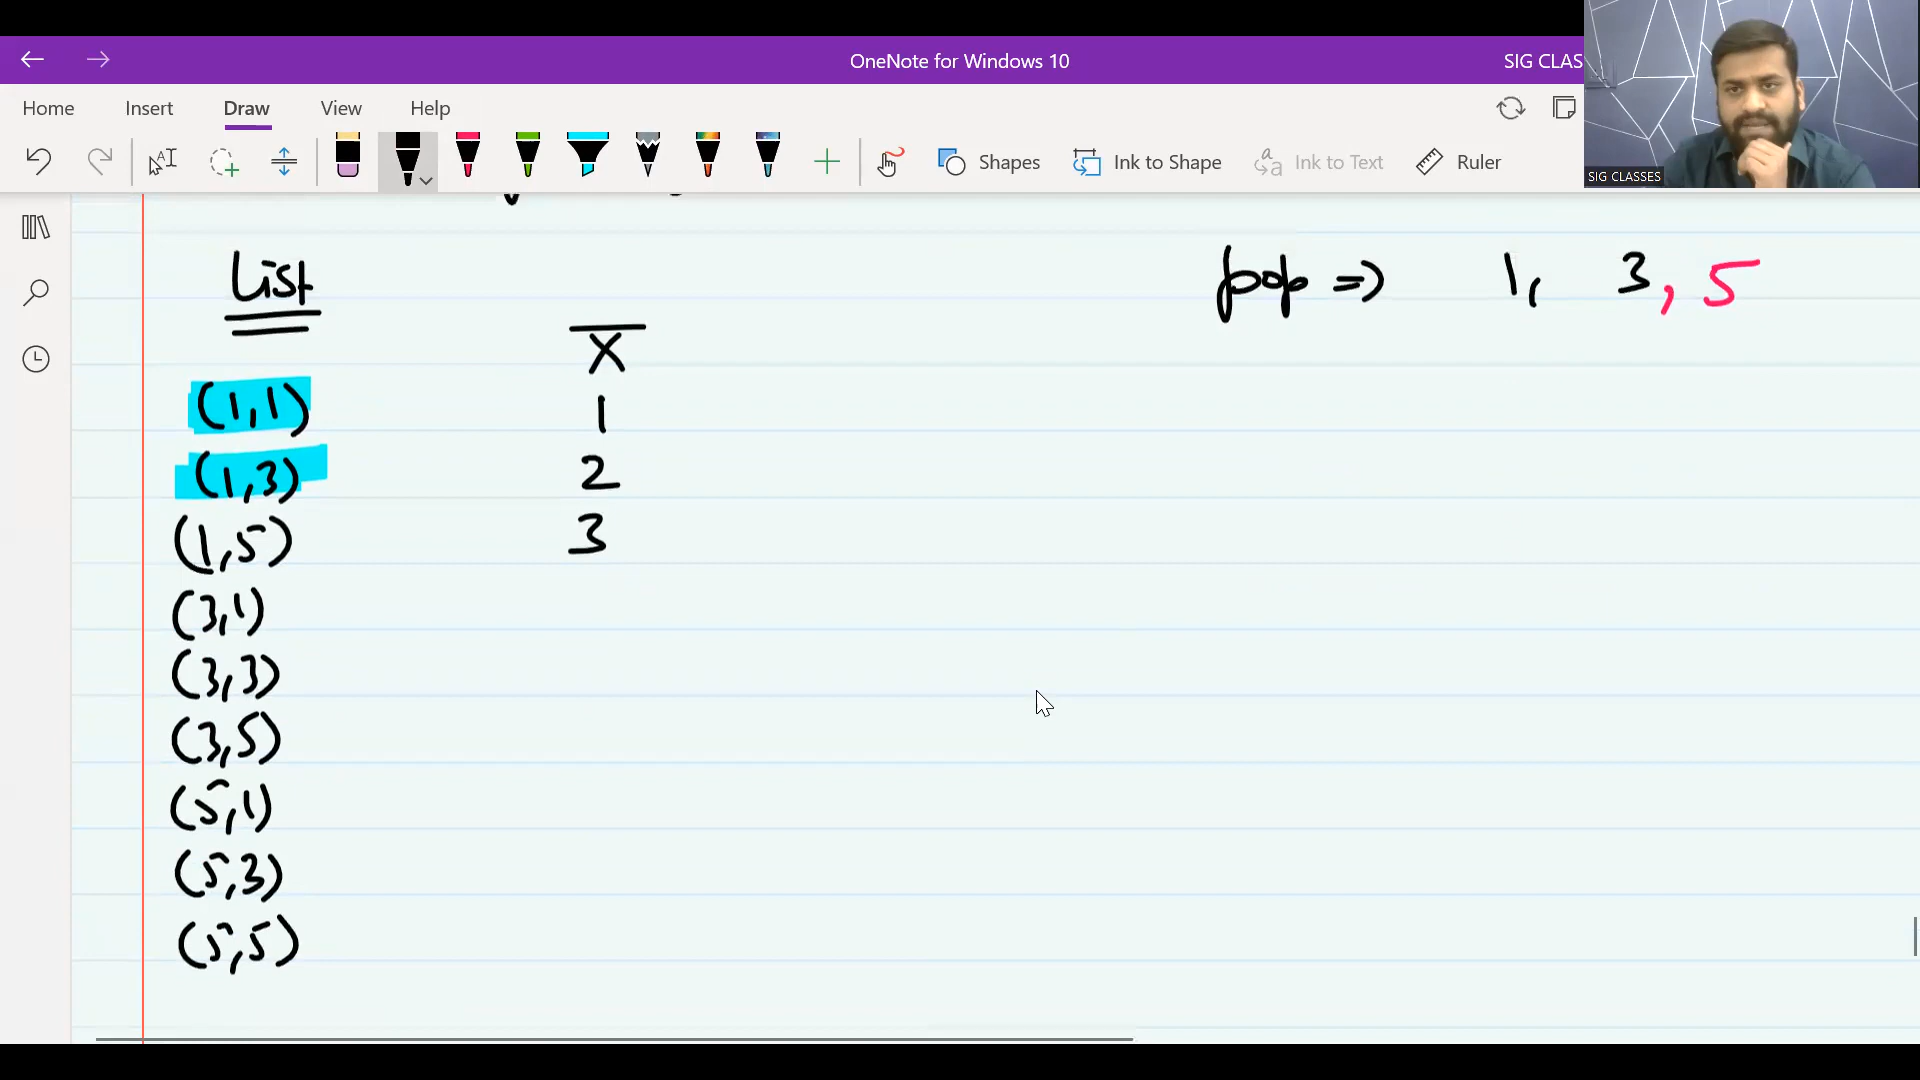 OneNote for Windows 10
SIG CLAS
Home Insert Draw View Help
Shapes Ink to Shape Ink to Text Ruler
SIG CLASSES
List
pop => 1, 3, 5
X
(1,1) 1
(1,3) 2
(1,5) 3
(3,1)
(3,3)
(3,5)
(5,1)
(5,3)
(5,5)